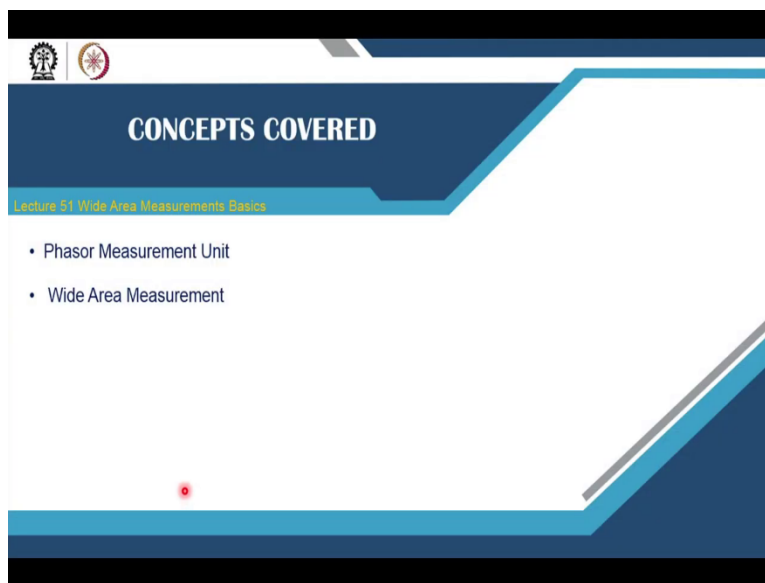 CONCEPTS COVERED
Lecture 51 Wide Area Measurements Basics
• Phasor Measurement Unit
• Wide Area Measurement